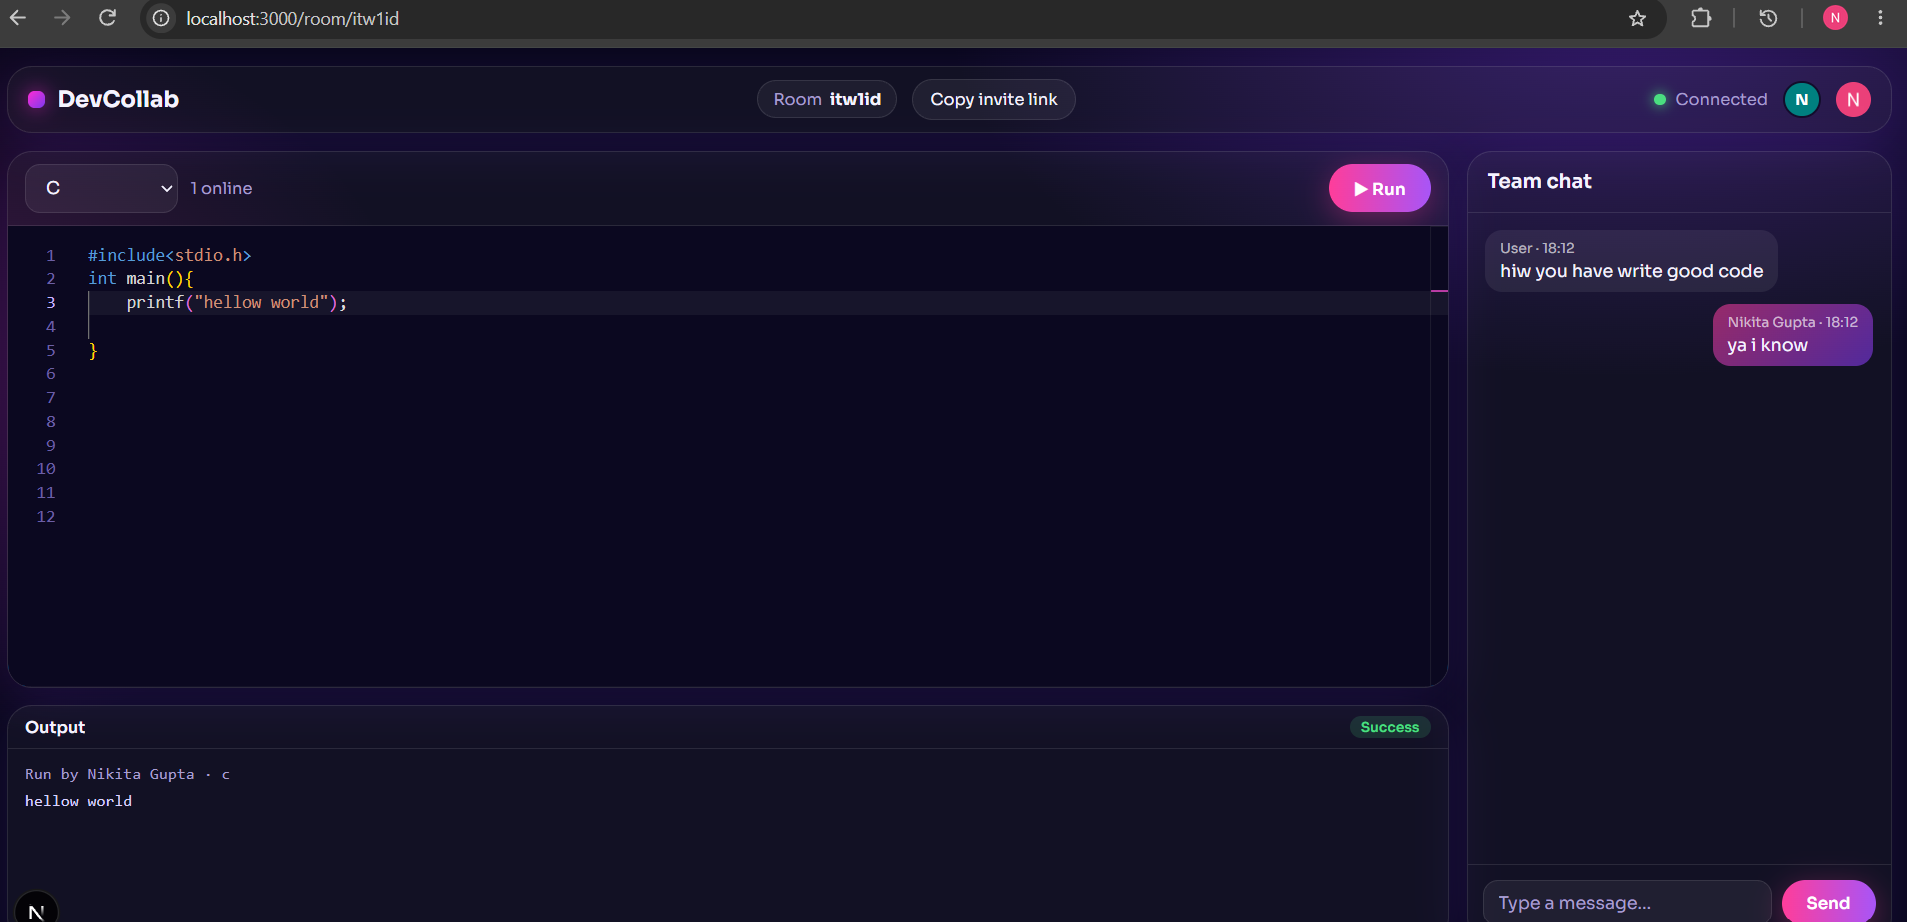 localhost:3000/room/itw1id
N
DevCollab
Room itw1id
Copy invite link
Connected
N
N
C
1 online
▶ Run
1 #include<stdio.h>
2 int main(){
3     printf("hellow world");
4
5 }
6
7
8
9
10
11
12
Output
Success
Run by Nikita Gupta · c
hellow world
N
Team chat
User · 18:12
hiw you have write good code
Nikita Gupta · 18:12
ya i know
Type a message...
Send